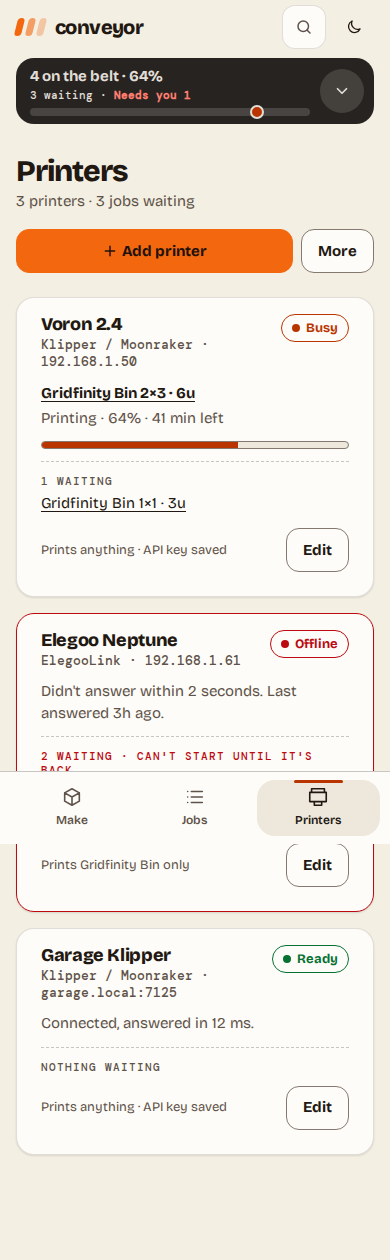 conveyor
4 on the belt · 64%
3 waiting · Needs you 1
Printers
3 printers · 3 jobs waiting
+ Add printer
More
Voron 2.4
Busy
Klipper / Moonraker ·
192.168.1.50
Gridfinity Bin 2×3 · 6u
Printing · 64% · 41 min left
1 WAITING
Gridfinity Bin 1×1 · 3u
Prints anything · API key saved
Edit
Elegoo Neptune
Offline
ElegooLink · 192.168.1.61
Didn't answer within 2 seconds. Last
answered 3h ago.
2 WAITING · CAN'T START UNTIL IT'S
BACK
Make
Jobs
Printers
Prints Gridfinity Bin only
Edit
Garage Klipper
Ready
Klipper / Moonraker ·
garage.local:7125
Connected, answered in 12 ms.
NOTHING WAITING
Prints anything · API key saved
Edit